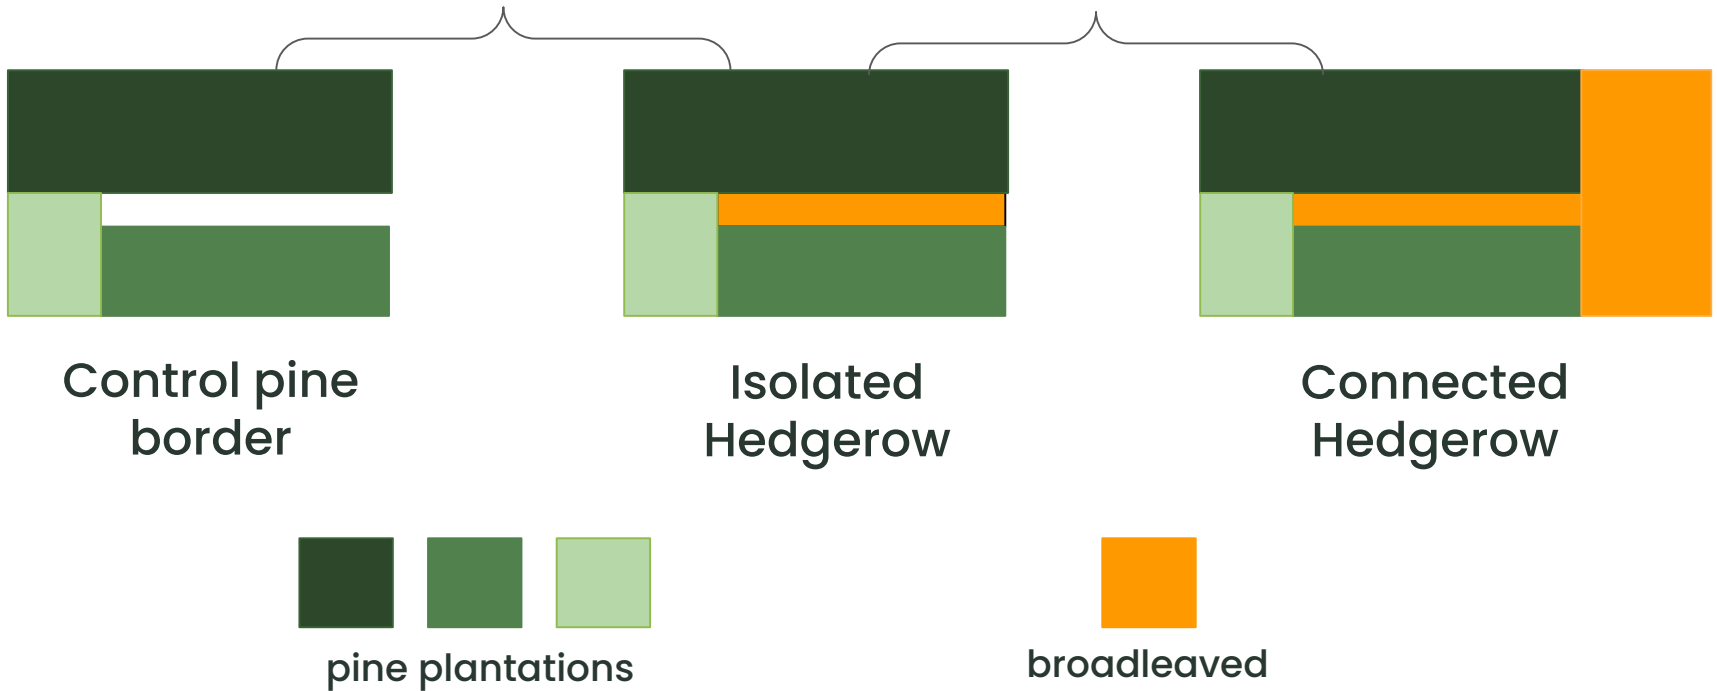 Control pine
border
Isolated
Hedgerow
Connected
Hedgerow
pine plantations
broadleaved